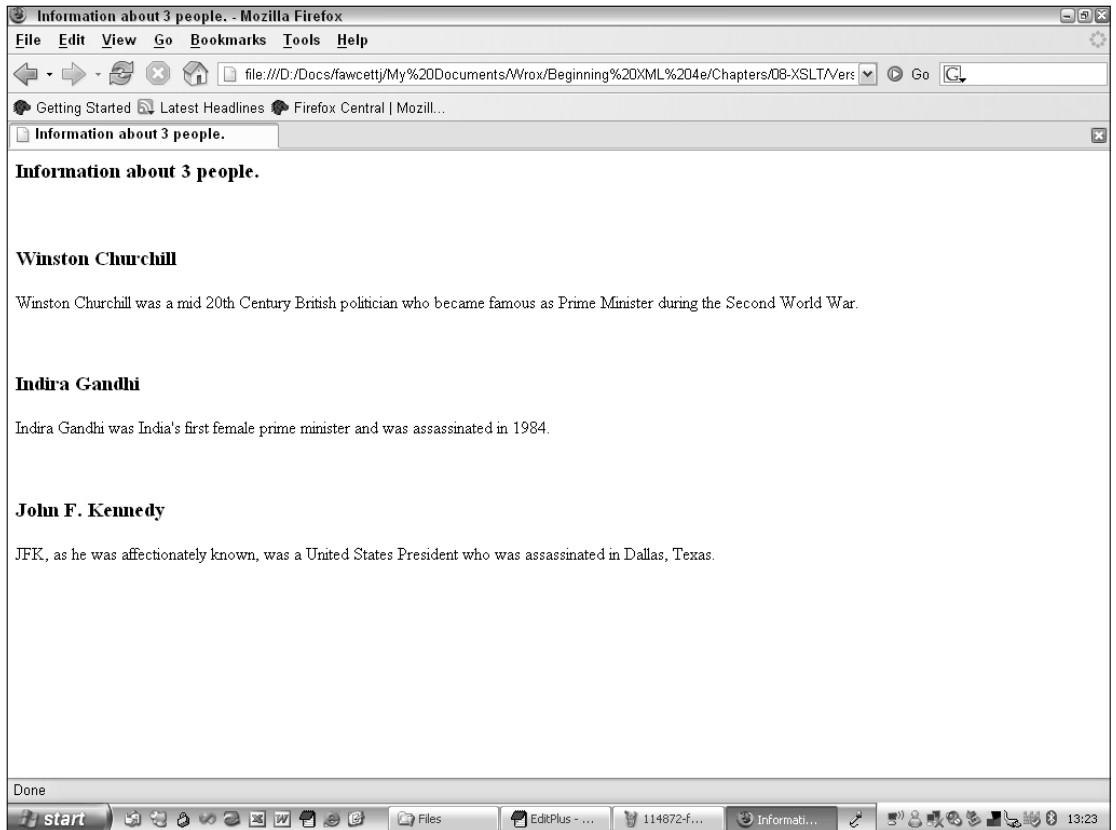 Information about 3 people. - Mozilla Firefox
File Edit View Go Bookmarks Tools Help
file:///D:/Docs/fawcettj/My%20Documents/Wrox/Beginning%20XML%204e/Chapters/08-XSLT/Vers Go G
Getting Started Latest Headlines Firefox Central | Mozill...
Information about 3 people.
Information about 3 people.
Winston Churchill
Winston Churchill was a mid 20th Century British politician who became famous as Prime Minister during the Second World War.
Indira Gandhi
Indira Gandhi was India's first female prime minister and was assassinated in 1984.
John F. Kennedy
JFK, as he was affectionately known, was a United States President who was assassinated in Dallas, Texas.
Done
start Files EditPlus - ... 114872-f... Informati... 13:23